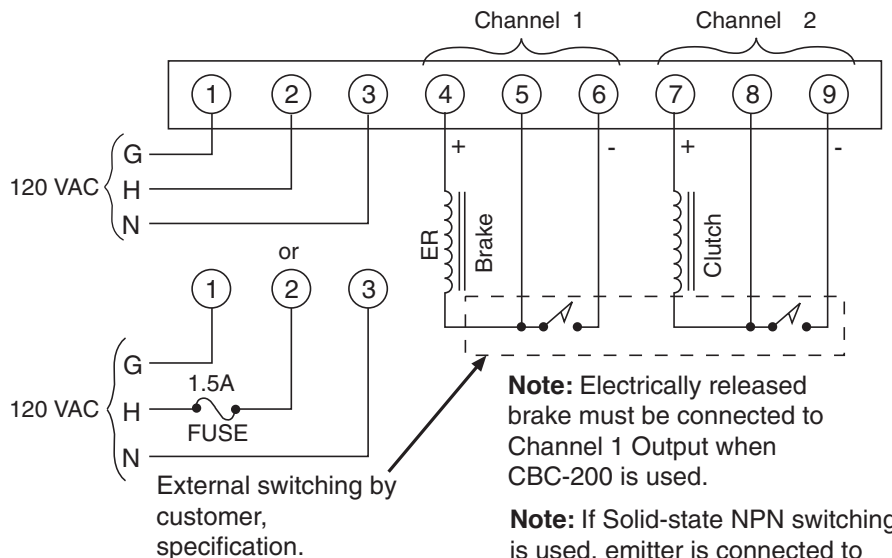 Channel 1
Channel 2
1 2 3 4 5 6 7 8 9
+ - + -
120 VAC
G
H
N
ER
Brake
Clutch
or
1 2 3
120 VAC
G
H
N
1.5A
FUSE
External switching by
customer,
specification.
Note: Electrically released
brake must be connected to
Channel 1 Output when
CBC-200 is used.
Note: If Solid-state NPN switching
is used, emitter is connected to